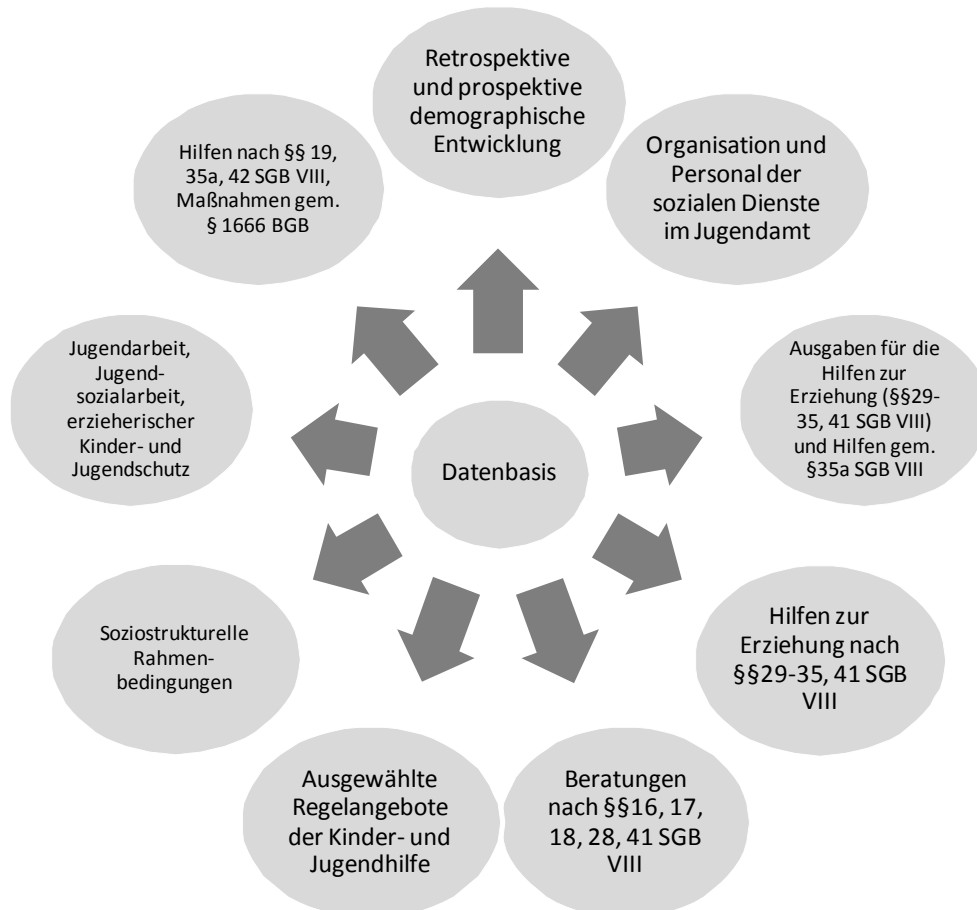 Retrospektive
und prospektive
demographische
Entwicklung
Organisation und
Personal der
sozialen Dienste
im Jugendamt
Ausgaben für die
Hilfen zur
Erziehung (§§29-
35, 41 SGB VIII)
und Hilfen gem.
§35a SGB VIII
Hilfen zur
Erziehung nach
§§29-35, 41 SGB
VIII
Beratungen
nach §§16, 17,
18, 28, 41 SGB
VIII
Ausgewählte
Regelangebote
der Kinder- und
Jugendhilfe
Soziostrukturelle
Rahmen-
bedingungen
Jugendarbeit,
Jugend-
sozialarbeit,
erzieherischer
Kinder- und
Jugendschutz
Hilfen nach §§ 19,
35a, 42 SGB VIII,
Maßnahmen gem.
§ 1666 BGB
Datenbasis